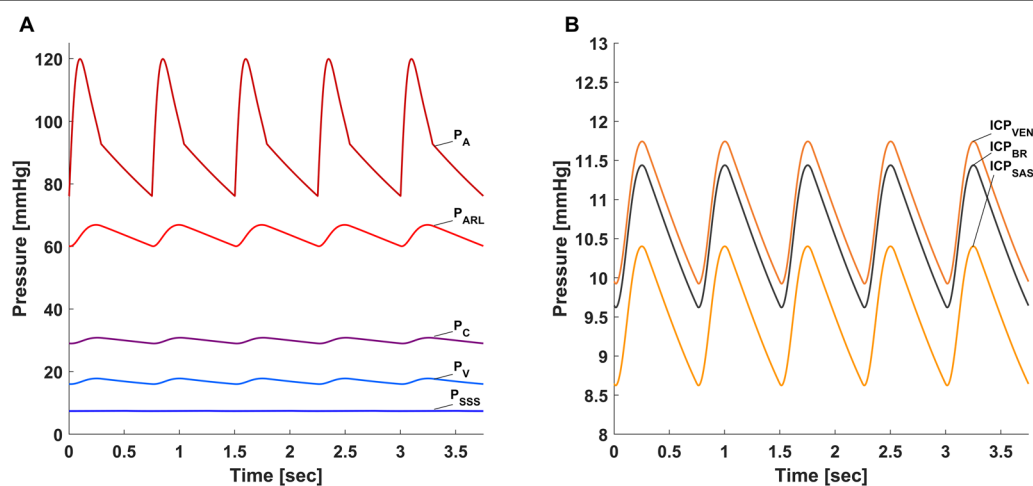 A
Pressure [mmHg]
120
100
80
60
40
20
0
P_A
P_ARL
P_C
P_V
P_SSS
0 0.5 1 1.5 2 2.5 3 3.5
Time [sec]
B
Pressure [mmHg]
13
12.5
12
11.5
11
10.5
10
9.5
9
8.5
8
ICP_VEN
ICP_BR
ICP_SAS
0 0.5 1 1.5 2 2.5 3 3.5
Time [sec]